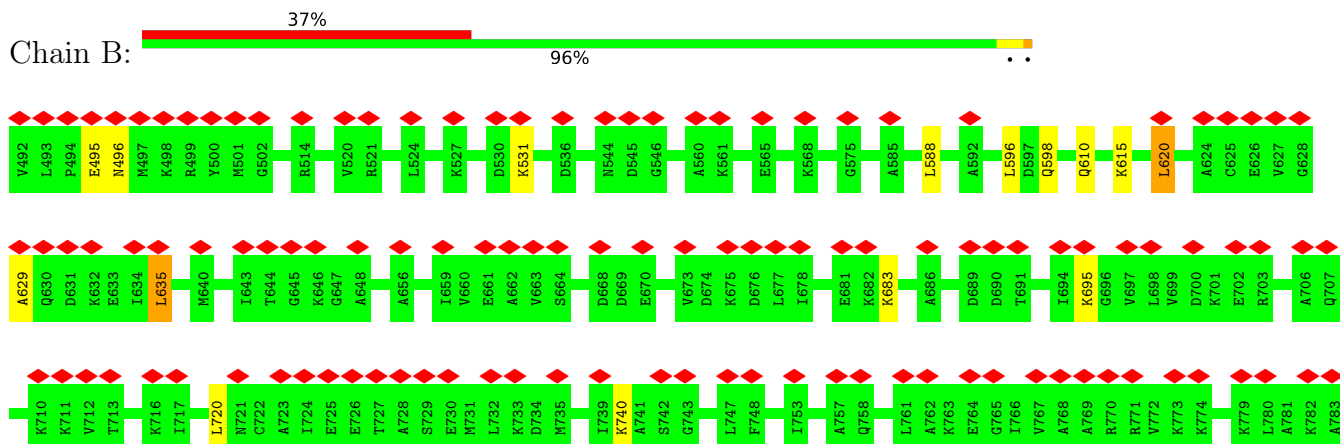 37%
Chain B:
96%
• •
V492 L493 P494 E495 N496 M497 K498 R499 Y500 M501 G502 R514 V520 R521 L524 K527 D530 K531 D536 N544 D545 G546 A560 K561 E565 K568 G575 A585 L588 A592 L596 D597 Q598 Q610 K615 L620 A624 C625 E626 V627 G628
A629 Q630 D631 K632 E633 I634 L635 M640 I643 T644 G645 K646 G647 A648 A656 I659 V660 E661 A662 V663 S664 D668 D669 E670 V673 D674 K675 D676 L677 I678 E681 K682 K683 A686 D689 D690 T691 I694 K695 G696 V697 L698 V699 D700 K701 E702 R703 A706 Q707
K710 K711 V712 T713 K716 I717 L720 N721 C722 A723 I724 E725 E726 T727 A728 S729 E730 M731 L732 K733 D734 M735 I739 K740 A741 S742 G743 L747 F748 I753 A757 Q758 L761 A762 K763 E764 G765 I766 V767 A768 A769 R770 R771 V772 K773 K774 K779 L780 A781 K782 A783